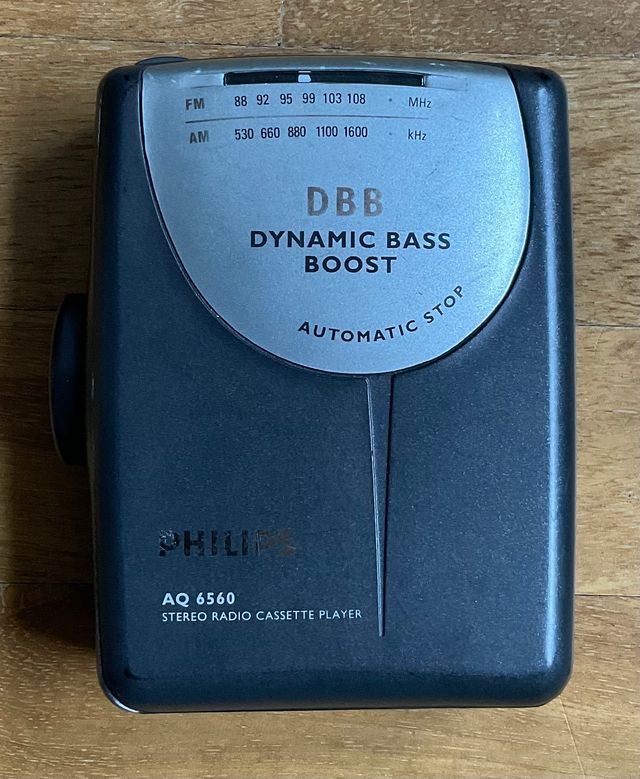 FM 88 92 95 99 103 108 · MHz
AM 530 660 880 1100 1600 · kHz
DBB
DYNAMIC BASS
BOOST
AUTOMATIC STOP
PHILIPS
AQ 6560
STEREO RADIO CASSETTE PLAYER